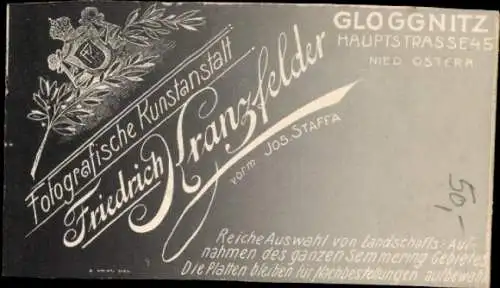 GLOGGNITZ
HAUPTSTRASSE 45
NIED. ÖSTERR.
Fotografische Kunstanstalt
Friedrich Kranzfelder
vorm. JOS. STAFFA
50,-
Reiche Auswahl von Landschafts-Auf-
nahmen des ganzen Semmering Gebietes
Die Platten bleiben für Nachbestellungen aufbewahrt